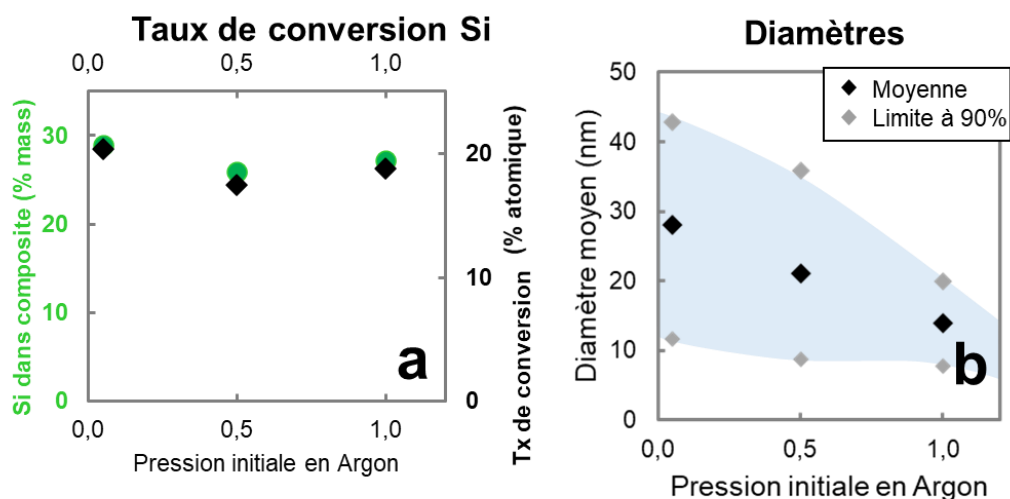 Taux de conversion Si
0,0 0,5 1,0
30
20
10
0
Si dans composite (% mass)
20
10
0
Tx de conversion (% atomique)
a
0,0 0,5 1,0
Pression initiale en Argon
Diamètres
Moyenne
Limite à 90%
50
40
30
20
10
0
Diamètre moyen (nm)
b
0,0 0,5 1,0
Pression initiale en Argon